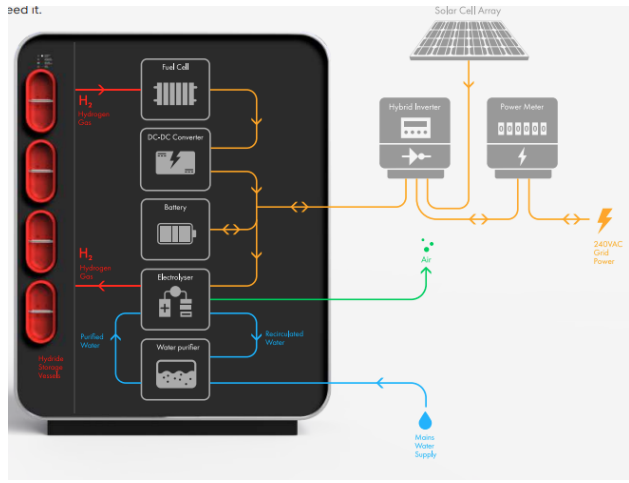 eed it.
Solar Cell Array
Fuel Cell
H2
Hydrogen
Gas
Hybrid Inverter
Power Meter
000000
DC-DC Converter
Battery
H2
Hydrogen
Gas
240VAC
Grid
Power
Air
Electrolyser
Purified
Water
Recirculated
Water
Water purifier
Hydride
Storage
Vessels
Mains
Water
Supply